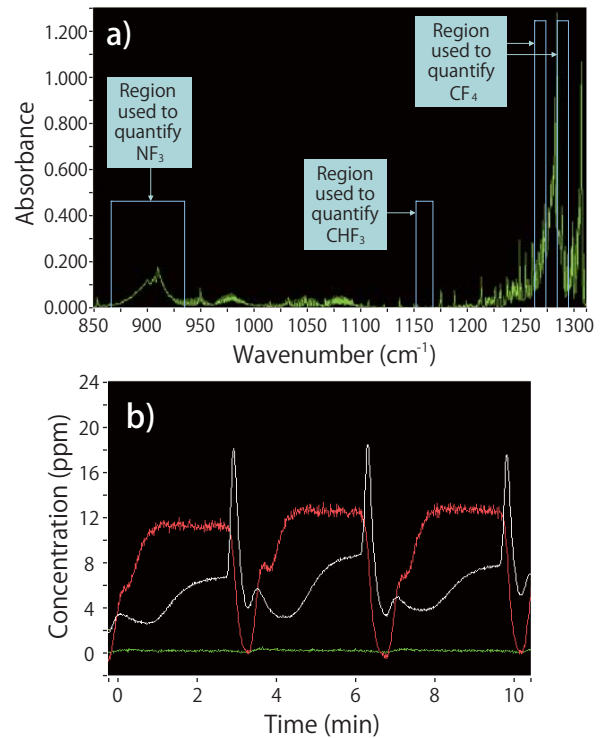 a)
Region
used to
quantify
NF₃
Region
used to
quantify
CHF₃
Region
used to
quantify
CF₄
Absorbance
1.200
1.000
0.800
0.600
0.400
0.200
0.000
850 900 950 1025 1050 1100 1150 1200 1250 1300
Wavenumber (cm⁻¹)
b)
Concentration (ppm)
24
20
16
12
8
4
0
0 2 4 6 8 10
Time (min)